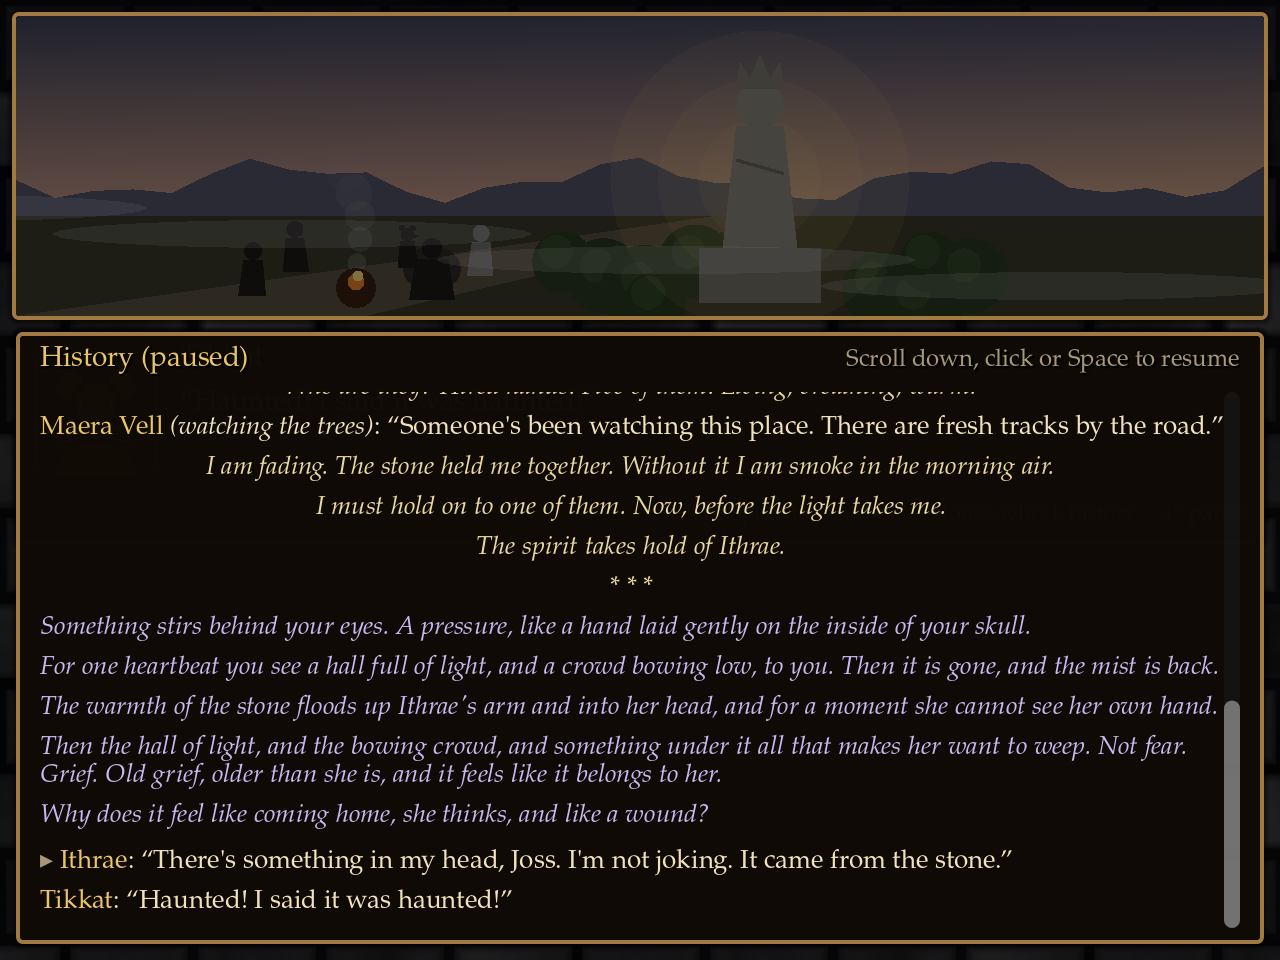 History (paused)
Scroll down, click or Space to resume
Maera Vell (watching the trees): “Someone's been watching this place. There are fresh tracks by the road.”
I am fading. The stone held me together. Without it I am smoke in the morning air.
I must hold on to one of them. Now, before the light takes me.
The spirit takes hold of Ithrae.
* * *
Something stirs behind your eyes. A pressure, like a hand laid gently on the inside of your skull.
For one heartbeat you see a hall full of light, and a crowd bowing low, to you. Then it is gone, and the mist is back.
The warmth of the stone floods up Ithrae's arm and into her head, and for a moment she cannot see her own hand.
Then the hall of light, and the bowing crowd, and something under it all that makes her want to weep. Not fear.
Grief. Old grief, older than she is, and it feels like it belongs to her.
Why does it feel like coming home, she thinks, and like a wound?
▸ Ithrae: “There's something in my head, Joss. I'm not joking. It came from the stone.”
Tikkat: “Haunted! I said it was haunted!”